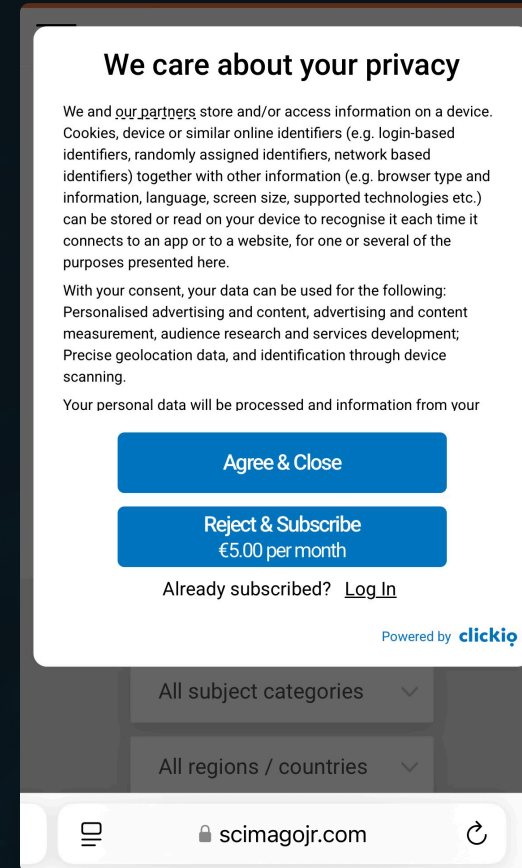 We care about your privacy
We and our partners store and/or access information on a device.
Cookies, device or similar online identifiers (e.g. login-based
identifiers, randomly assigned identifiers, network based
identifiers) together with other information (e.g. browser type and
information, language, screen size, supported technologies etc.)
can be stored or read on your device to recognise it each time it
connects to an app or to a website, for one or several of the
purposes presented here.
With your consent, your data can be used for the following:
Personalised advertising and content, advertising and content
measurement, audience research and services development;
Precise geolocation data, and identification through device
scanning.
Your personal data will be processed and information from your
Agree & Close
Reject & Subscribe
€5.00 per month
Already subscribed? Log In
Powered by clickio
All subject categories
All regions / countries
scimagojr.com